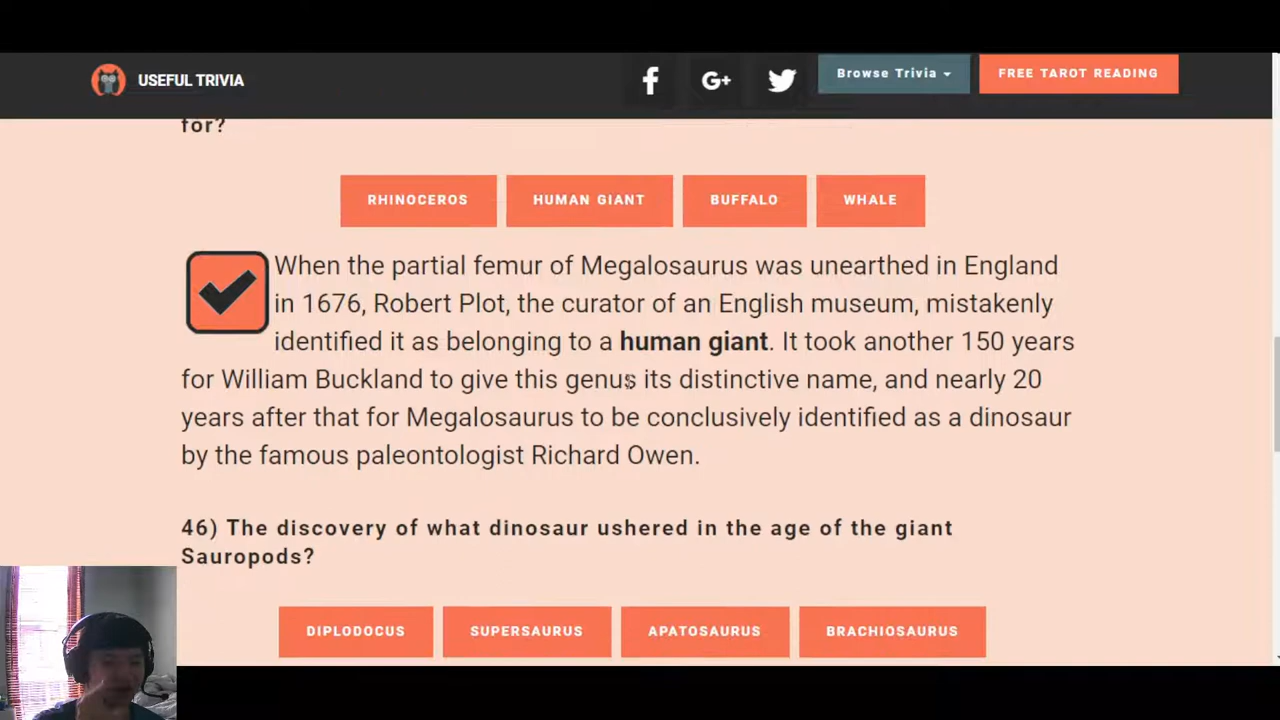 USEFUL TRIVIA
G+
Browse Trivia
FREE TAROT READING
for?
RHINOCEROS
HUMAN GIANT
BUFFALO
WHALE
When the partial femur of Megalosaurus was unearthed in England
in 1676, Robert Plot, the curator of an English museum, mistakenly
identified it as belonging to a human giant. It took another 150 years
for William Buckland to give this genus its distinctive name, and nearly 20
years after that for Megalosaurus to be conclusively identified as a dinosaur
by the famous paleontologist Richard Owen.
46) The discovery of what dinosaur ushered in the age of the giant
Sauropods?
DIPLODOCUS
SUPERSAURUS
APATOSAURUS
BRACHIOSAURUS